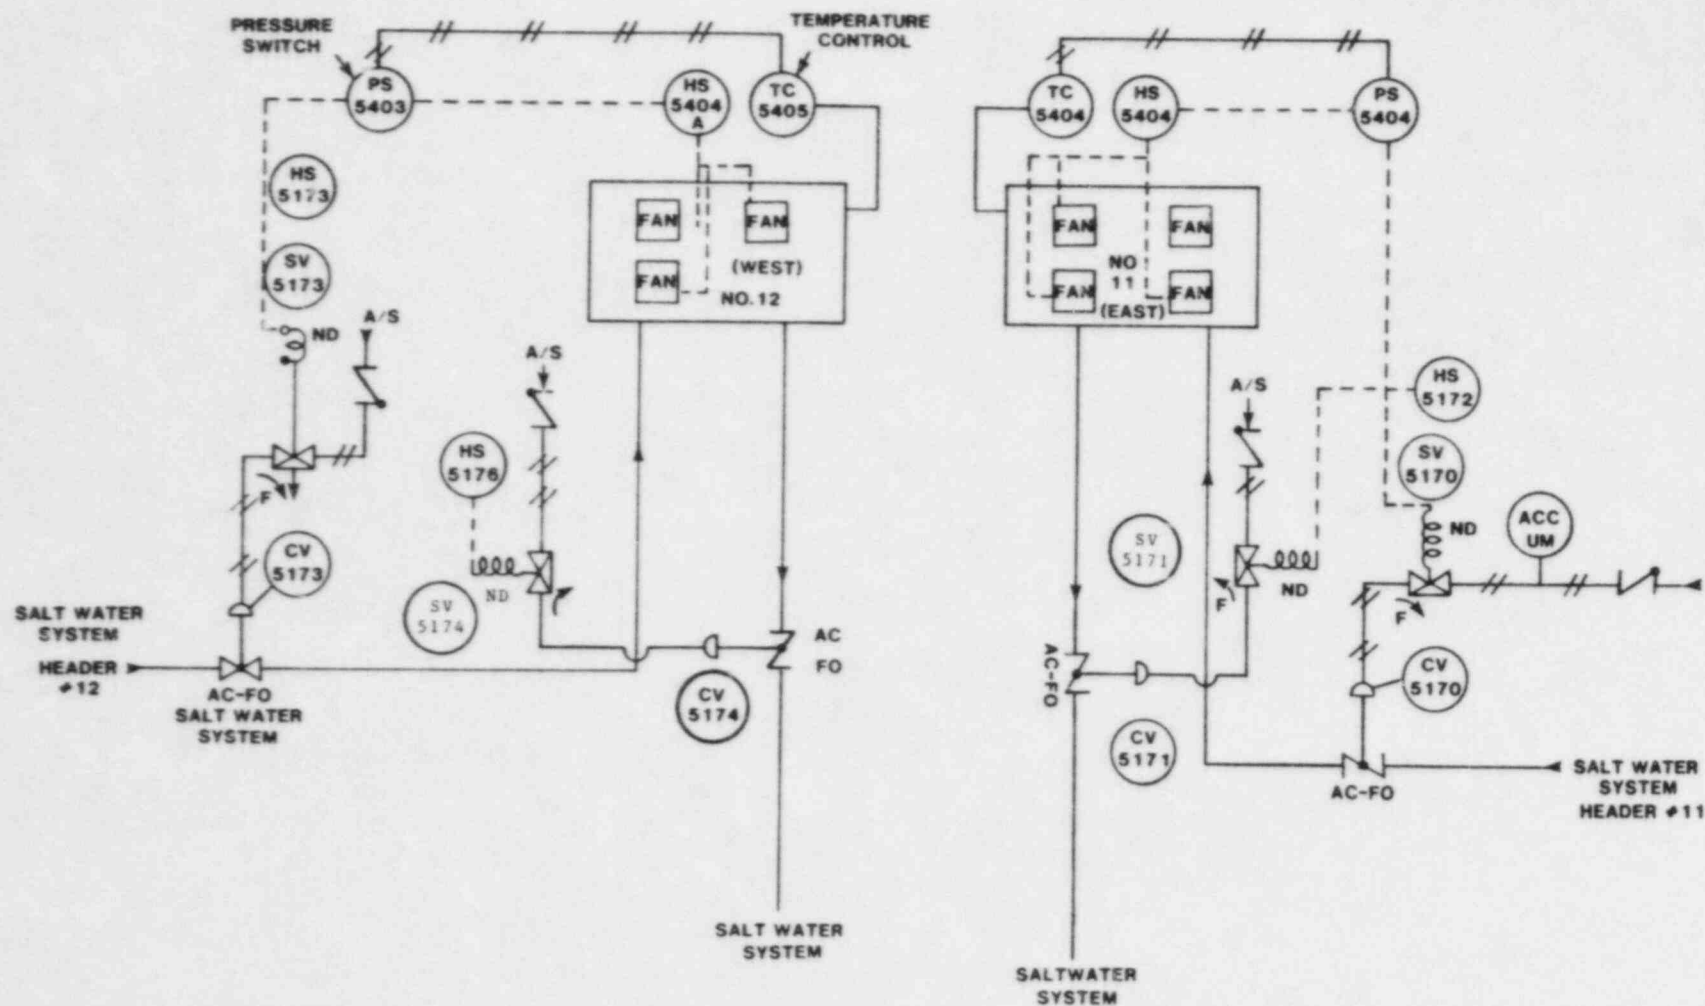 PRESSURE
SWITCH
TEMPERATURE
CONTROL
PS
5403
HS
5404
A
TC
5405
TC
5404
HS
5404
PS
5404
HS
5173
SV
5173
ND
A/S
FAN
FAN
(WEST)
FAN
NO.12
FAN
FAN
NO
11
FAN
FAN
(EAST)
A/S
A/S
HS
5172
HS
5176
SV
5170
F
ND
ACC
UM
CV
5173
SV
5171
ND
F
F
ND
SV
5174
SALT WATER
SYSTEM
HEADER
#12
AC-FO
SALT WATER
SYSTEM
AC
FO
CV
5174
AC-FO
CV
5170
CV
5171
AC-FO
SALT WATER
SYSTEM
HEADER #11
SALT WATER
SYSTEM
SALTWATER
SYSTEM